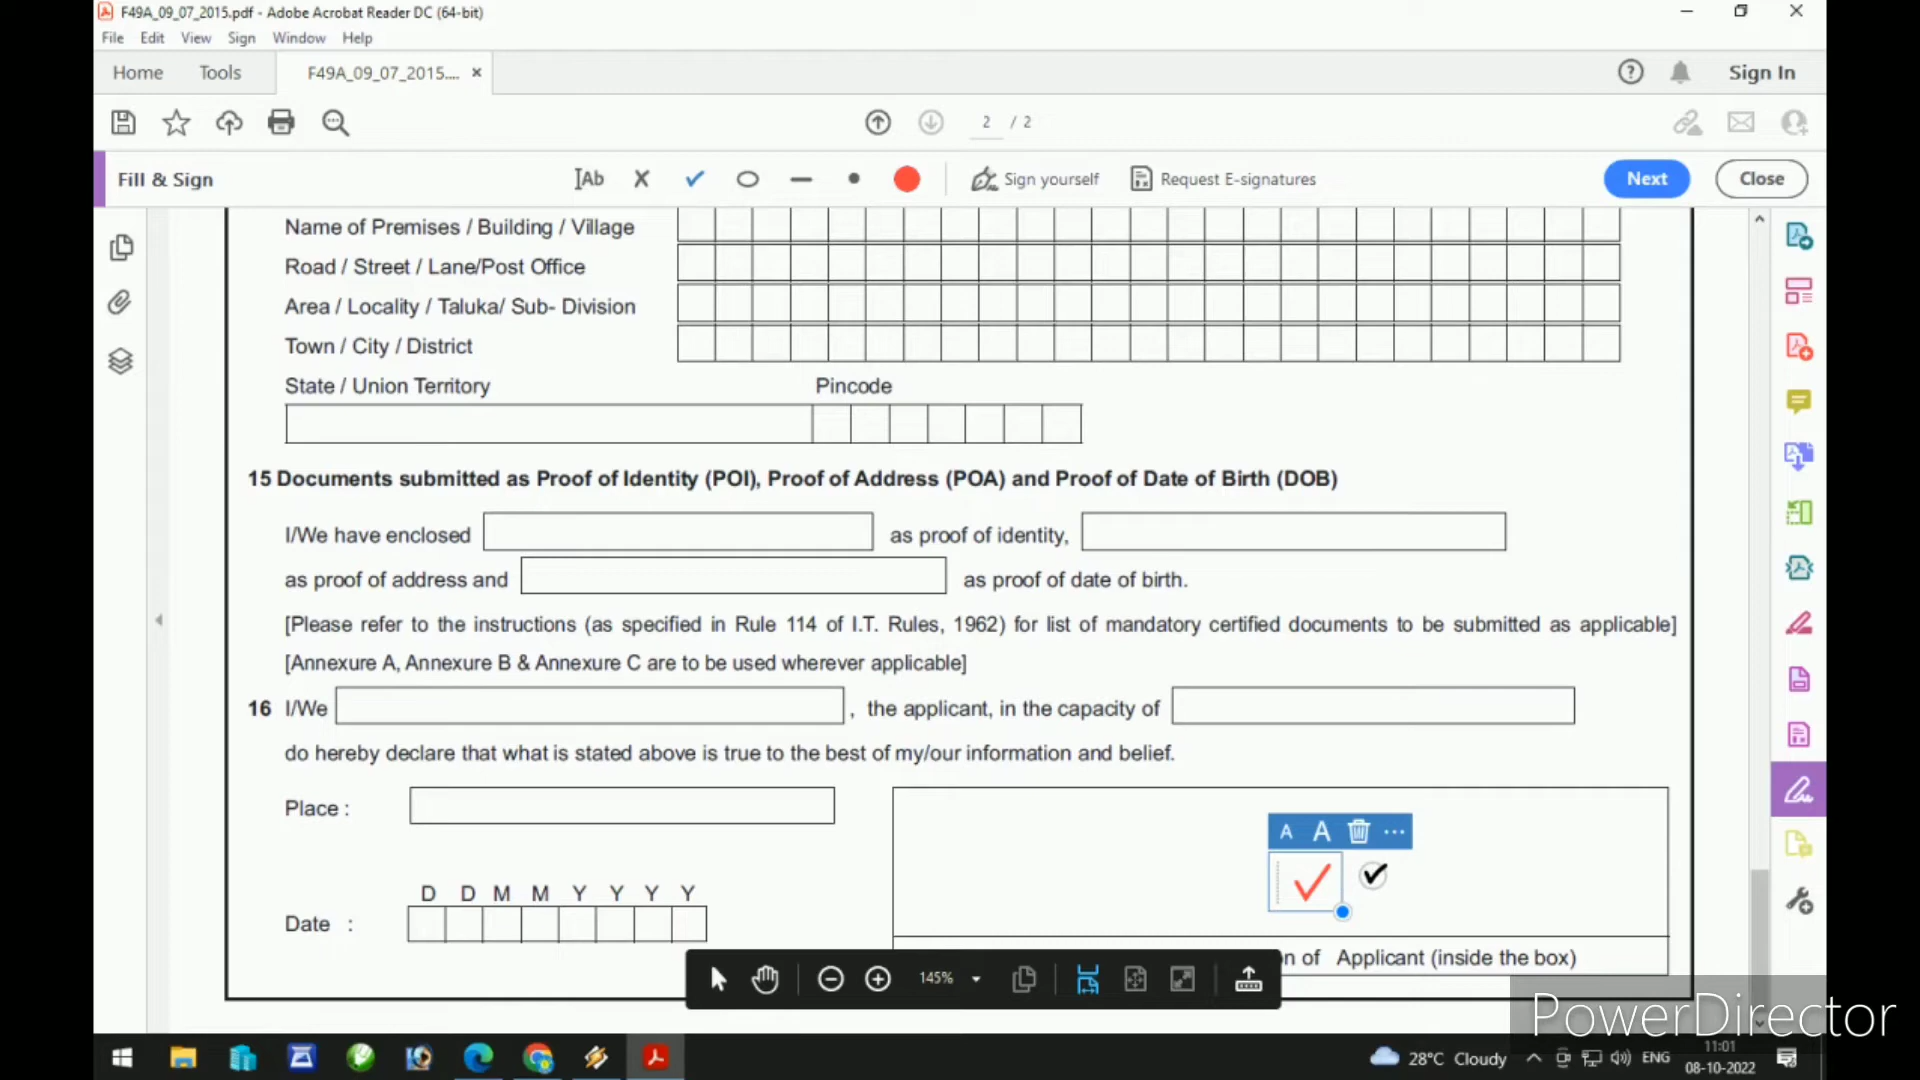 F49A_09_07_2015.pdf - Adobe Acrobat Reader DC (64-bit)
File Edit View Sign Window Help
Home Tools F49A_09_07_2015.... × Sign In
2 / 2
Fill & Sign IAb X Sign yourself Request E-signatures Next Close
Name of Premises / Building / Village
Road / Street / Lane/Post Office
Area / Locality / Taluka/ Sub- Division
Town / City / District
State / Union Territory Pincode
15 Documents submitted as Proof of Identity (POI), Proof of Address (POA) and Proof of Date of Birth (DOB)
I/We have enclosed as proof of identity,
as proof of address and as proof of date of birth.
[Please refer to the instructions (as specified in Rule 114 of I.T. Rules, 1962) for list of mandatory certified documents to be submitted as applicable]
[Annexure A, Annexure B & Annexure C are to be used wherever applicable]
16 I/We , the applicant, in the capacity of
do hereby declare that what is stated above is true to the best of my/our information and belief.
Place :
A A ...
D D M M Y Y Y Y
Date :
n of Applicant (inside the box)
145%
PowerDirector
28°C Cloudy ENG 11:01
08-10-2022